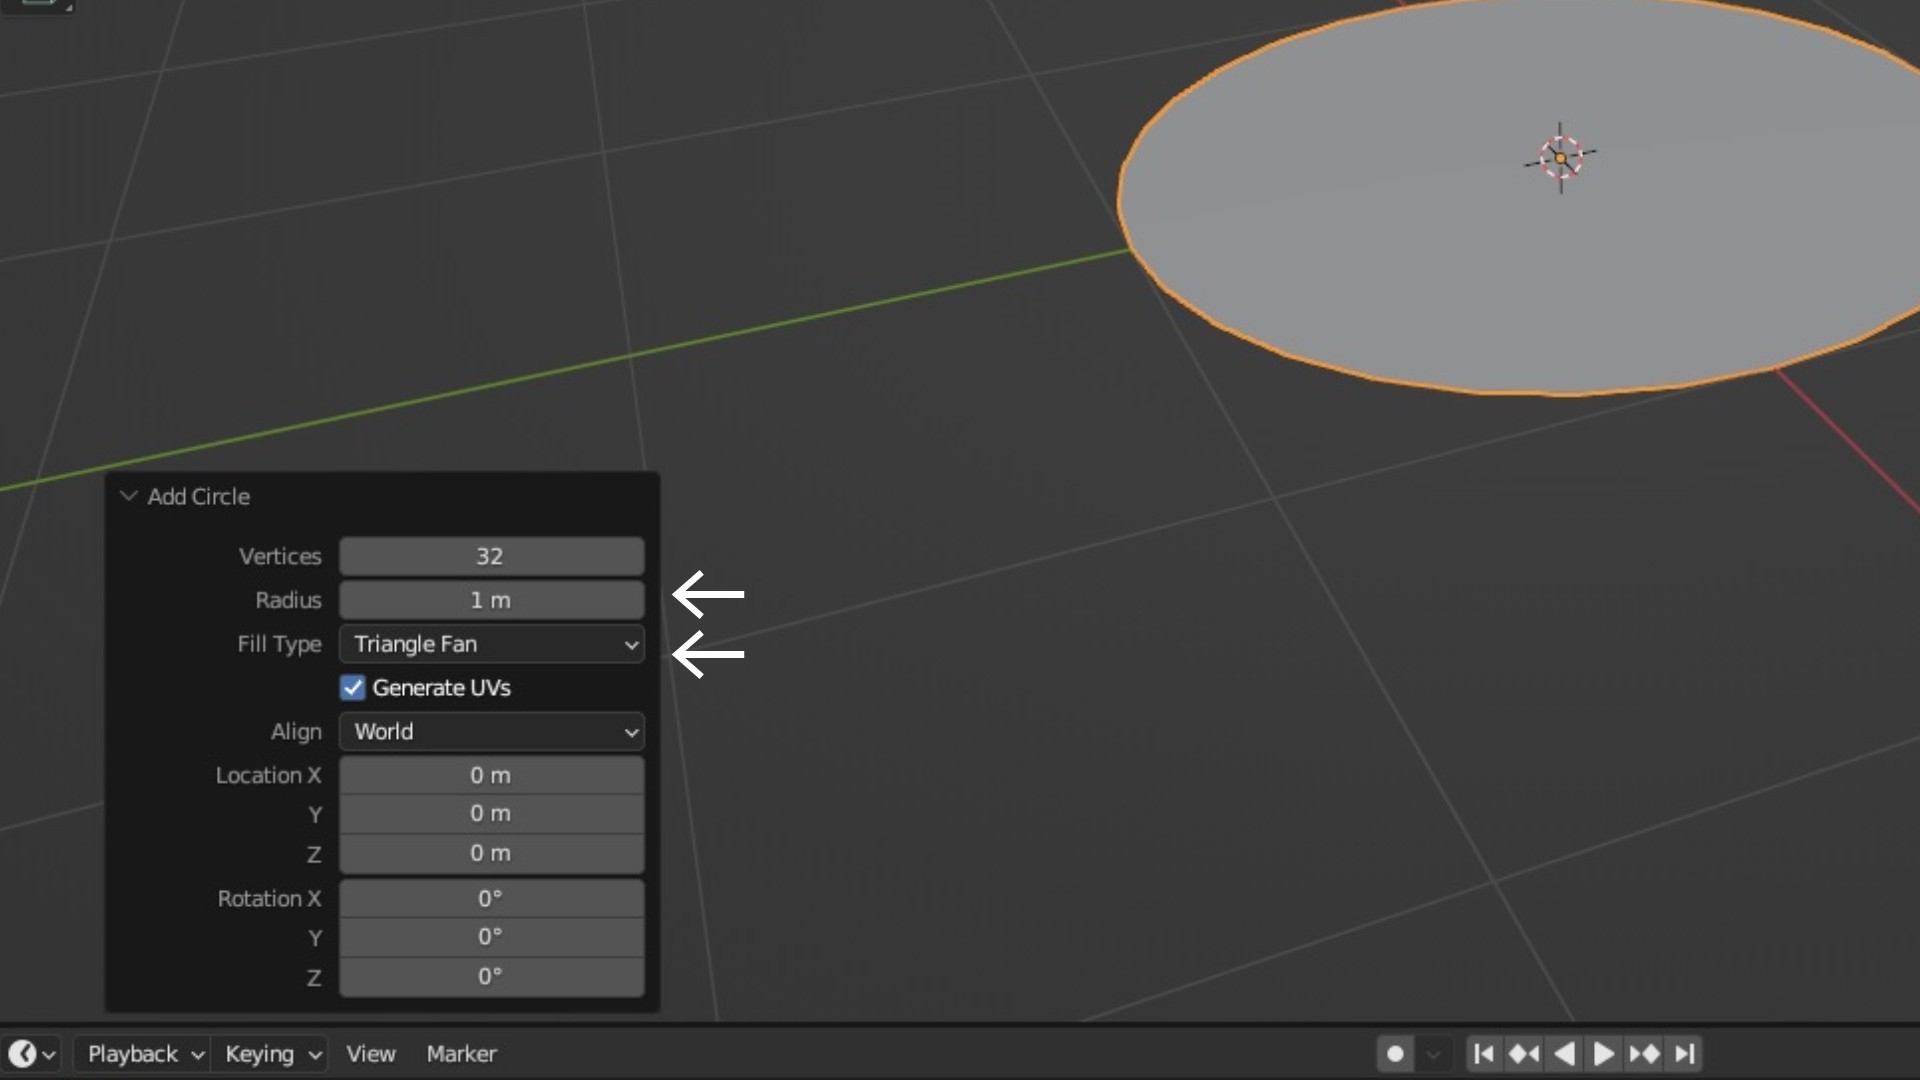 Add Circle
Vertices 32
Radius 1 m
Fill Type Triangle Fan
Generate UVs
Align World
Location X 0 m
Y 0 m
Z 0 m
Rotation X 0°
Y 0°
Z 0°
Playback Keying View Marker